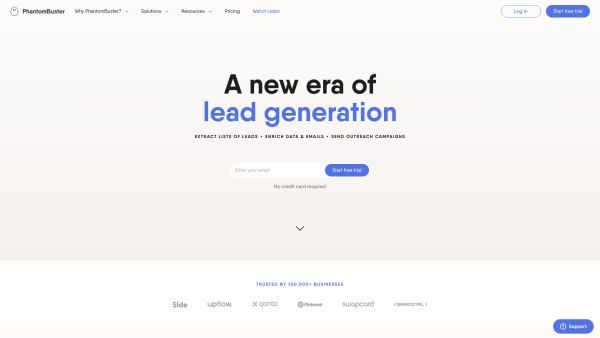 PhantomBuster
Why PhantomBuster?
Solutions
Resources
Pricing
Watch video
Log in
Start free trial
A new era of
lead generation
EXTRACT LISTS OF LEADS • ENRICH DATA & EMAILS • SEND OUTREACH CAMPAIGNS
Enter your email
Start free trial
No credit card required
TRUSTED BY 100,000+ BUSINESSES
Side
upflow.
qonto
Pinterest
swapcard
<GEMINAL>
Support